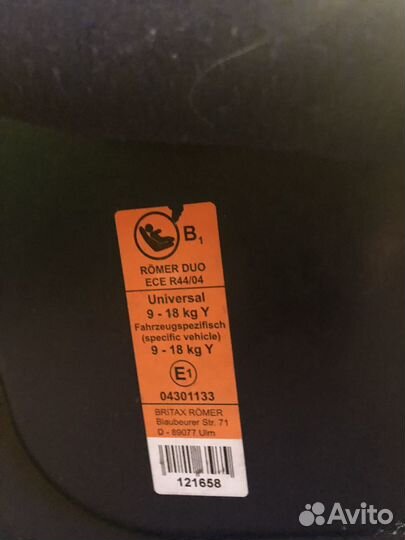 B1
RÖMER DUO
ECE R44/04
Universal
9 - 18 kg Y
Fahrzeugspezifisch
(specific vehicle)
9 - 18 kg Y
E1
04301133
BRITAX RÖMER
Blaubeurer Str. 71
D - 89077 Ulm
121658
Avito